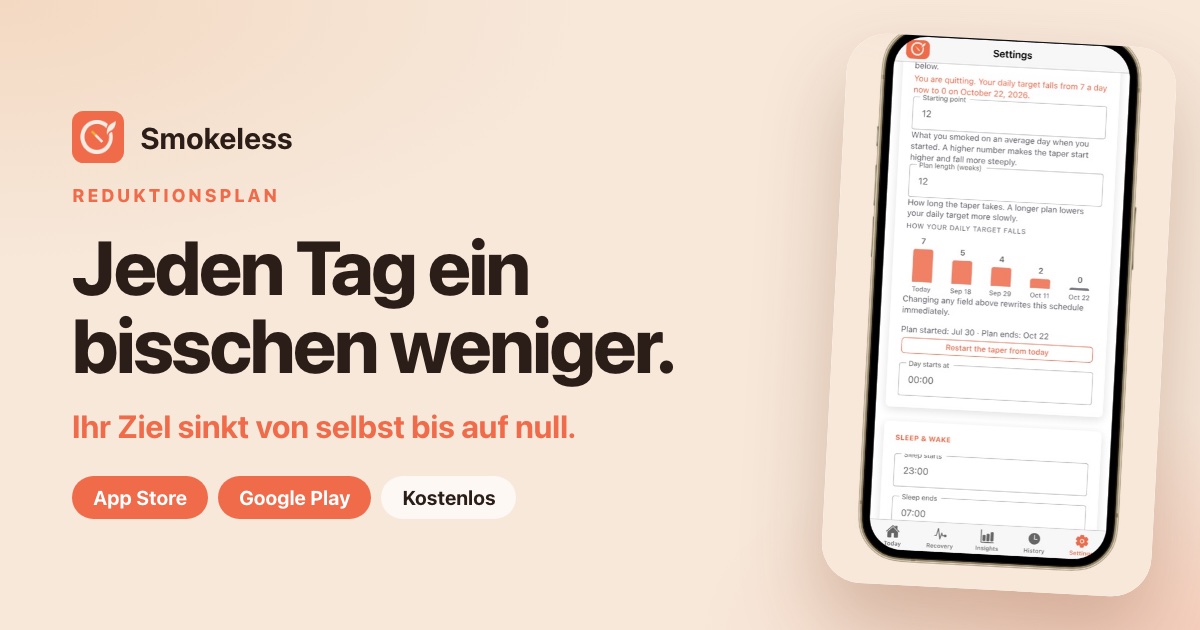 Smokeless
REDUKTIONSPLAN
Jeden Tag ein
bisschen weniger.
Ihr Ziel sinkt von selbst bis auf null.
App Store
Google Play
Kostenlos
Settings
below.
You are quitting. Your daily target falls from 7 a day
now to 0 on October 22, 2026.
Starting point
12
What you smoked on an average day when you
started. A higher number makes the taper start
higher and fall more steeply.
Plan length (weeks)
12
How long the taper takes. A longer plan lowers
your daily target more slowly.
HOW YOUR DAILY TARGET FALLS
7 5 4 2 0
Today Sep 18 Sep 29 Oct 11 Oct 22
Changing any field above rewrites this schedule
immediately.
Plan started: Jul 30 · Plan ends: Oct 22
Restart the taper from today
Day starts at
00:00
SLEEP & WAKE
Sleep starts
23:00
Sleep ends
07:00
Today Recovery Insights History Settings